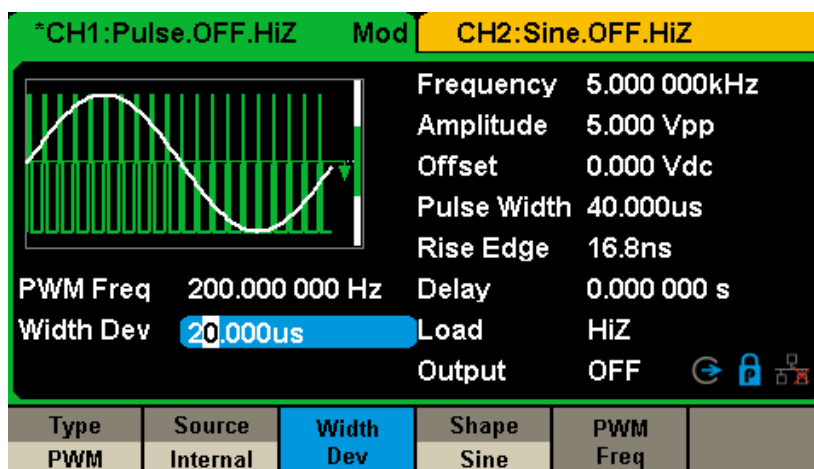 *CH1:Pulse.OFF.HiZ Mod
CH2:Sine.OFF.HiZ
Frequency 5.000 000kHz
Amplitude 5.000 Vpp
Offset 0.000 Vdc
Pulse Width 40.000us
Rise Edge 16.8ns
PWM Freq 200.000 000 Hz
Delay 0.000 000 s
Width Dev 20.000us
Load HiZ
Output OFF
P
Type
PWM
Source
Internal
Width
Dev
Shape
Sine
PWM
Freq